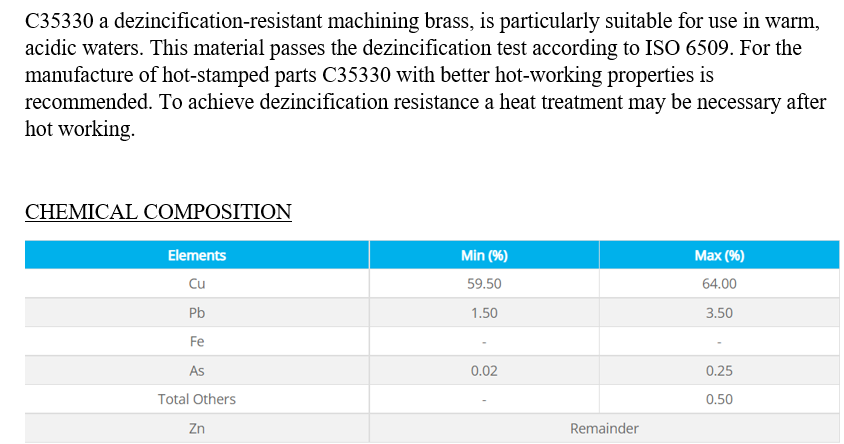 C35330 a dezincification-resistant machining brass, is particularly suitable for use in warm,
acidic waters. This material passes the dezincification test according to ISO 6509. For the
manufacture of hot-stamped parts C35330 with better hot-working properties is
recommended. To achieve dezincification resistance a heat treatment may be necessary after
hot working.
CHEMICAL COMPOSITION
Elements Min (%) Max (%)
Cu 59.50 64.00
Pb 1.50 3.50
Fe - -
As 0.02 0.25
Total Others - 0.50
Zn Remainder